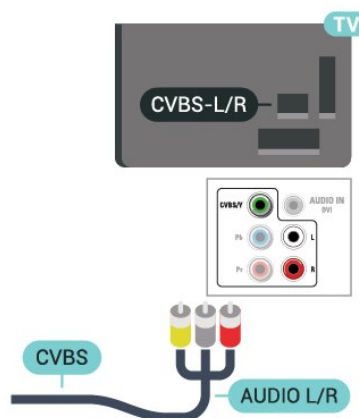 TV
CVBS-L/R
CVBS/Y
AUDIO IN
DVI
Pb
L
Pr
R
CVBS
AUDIO L/R